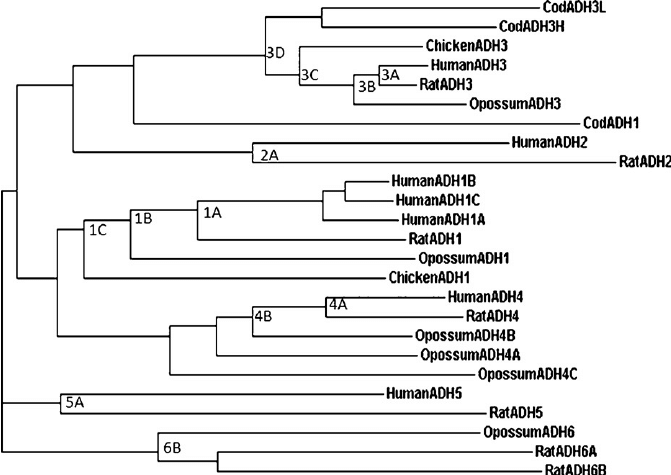 CodADH3L
CodADH3H
3D
ChickenADH3
HumanADH3
3C
3A
RatADH3
3B
OpossumADH3
CodADH1
HumanADH2
2A
RatADH2
HumanADH1B
HumanADH1C
1A
1B
HumanADH1A
1C
RatADH1
OpossumADH1
ChickenADH1
HumanADH4
4A
4B
RatADH4
OpossumADH4B
OpossumADH4A
OpossumADH4C
HumanADH5
5A
RatADH5
OpossumADH6
6B
RatADH6A
RatADH6B